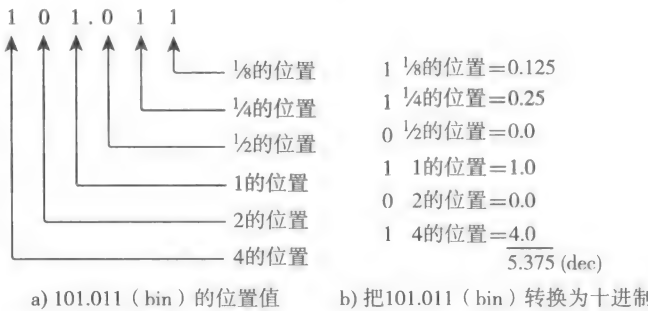 1 0 1 . 0 1 1
⅛的位置
¼的位置
½的位置
1的位置
2的位置
4的位置
a) 101.011（bin）的位置值
1 ⅛的位置=0.125
1 ¼的位置=0.25
0 ½的位置=0.0
1 1的位置=1.0
0 2的位置=0.0
1 4的位置=4.0
5.375 (dec)
b) 把101.011（bin）转换为十进制